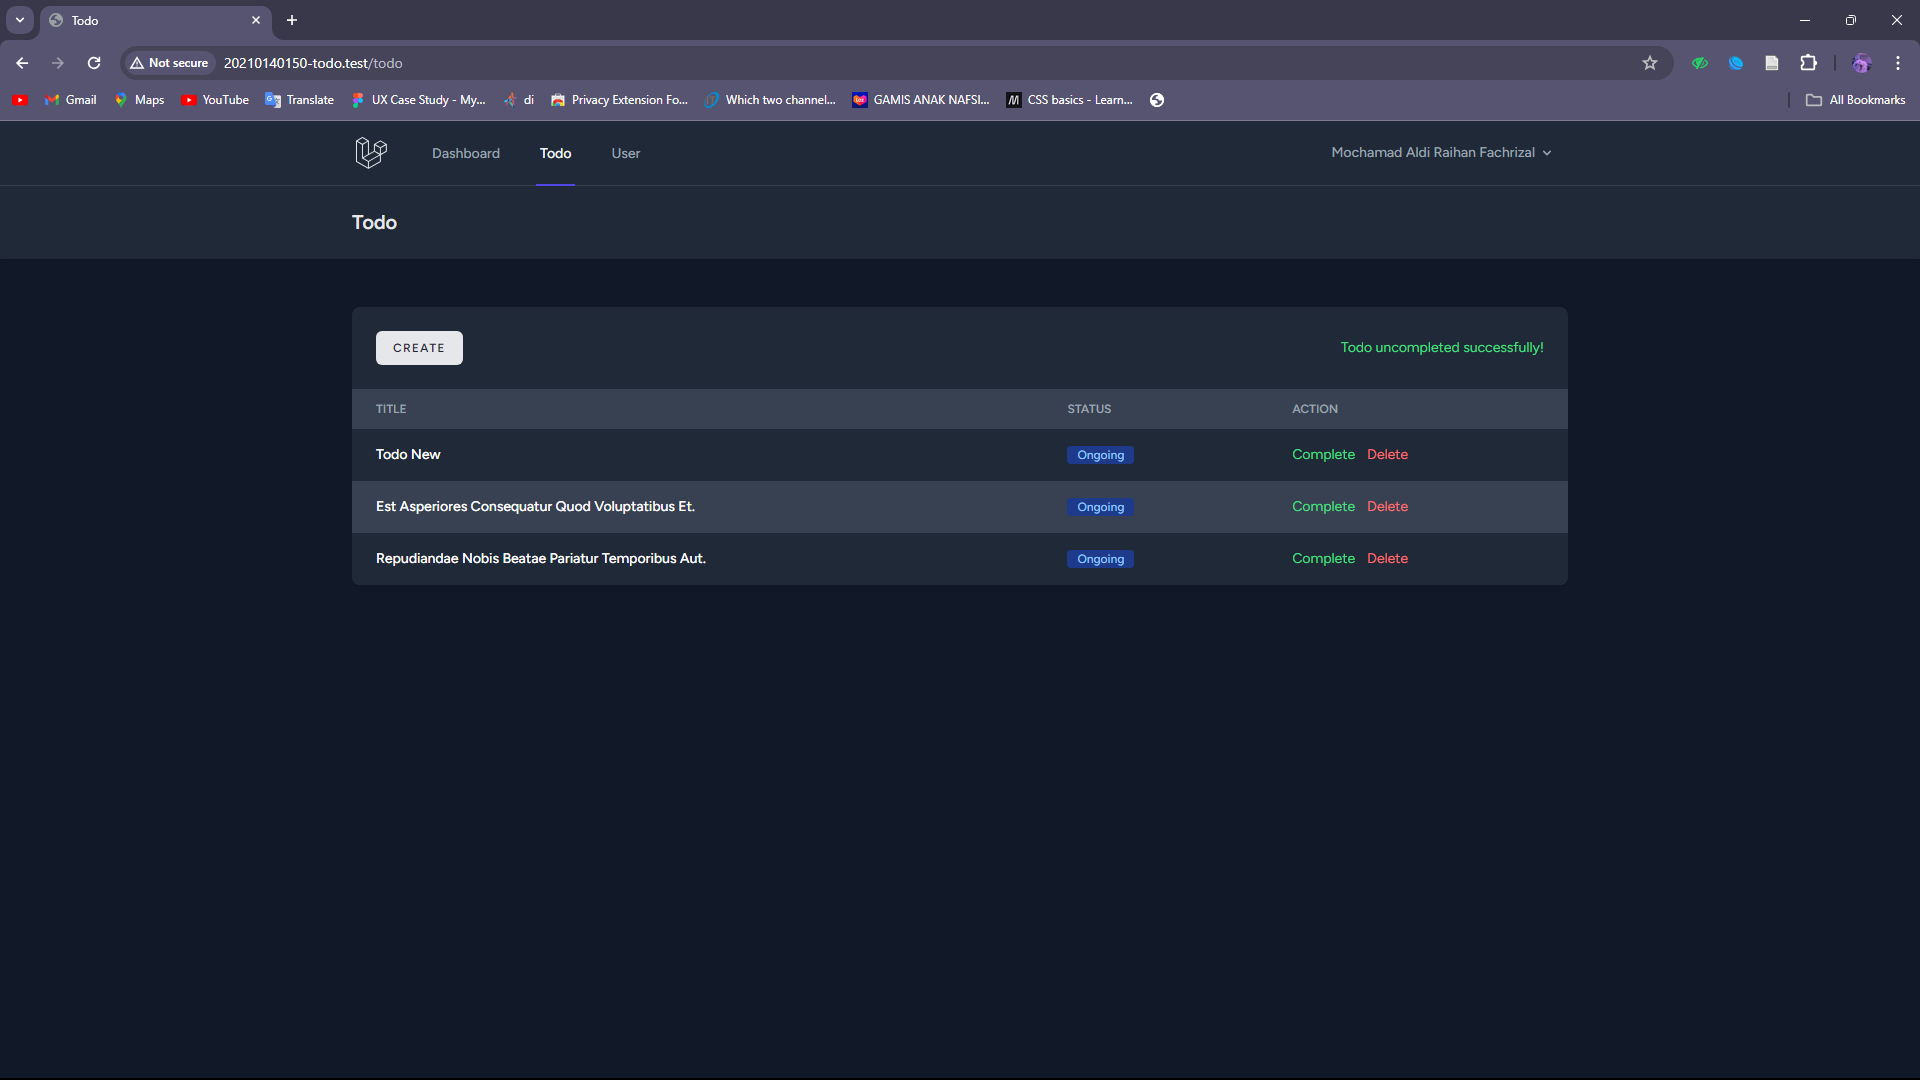 Todo
Not secure 20210140150-todo.test/todo
Gmail Maps YouTube Translate UX Case Study - My... di Privacy Extension Fo... Which two channel... GAMIS ANAK NAFSI... CSS basics - Learn... All Bookmarks
Dashboard Todo User Mochamad Aldi Raihan Fachrizal
Todo
CREATE Todo uncompleted successfully!
TITLE STATUS ACTION
Todo New Ongoing Complete Delete
Est Asperiores Consequatur Quod Voluptatibus Et. Ongoing Complete Delete
Repudiandae Nobis Beatae Pariatur Temporibus Aut. Ongoing Complete Delete